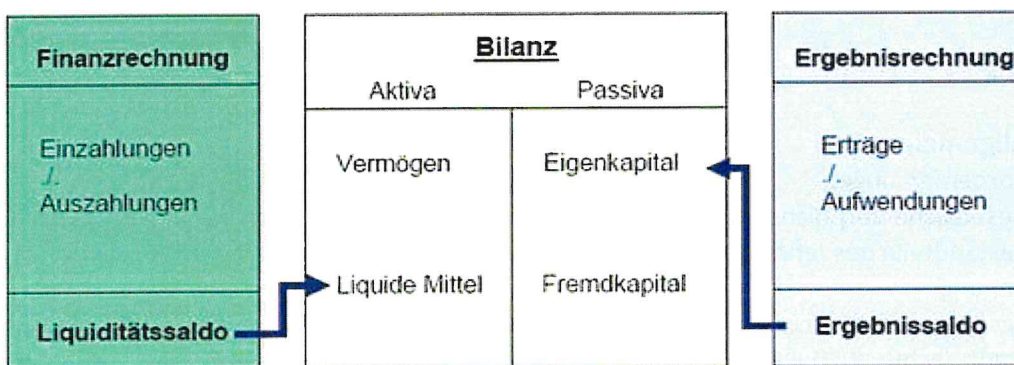 Finanzrechnung
Einzahlungen
./.
Auszahlungen
Liquiditätssaldo
Bilanz
Aktiva Passiva
Vermögen Eigenkapital
Liquide Mittel Fremdkapital
Ergebnisrechnung
Erträge
./.
Aufwendungen
Ergebnissaldo